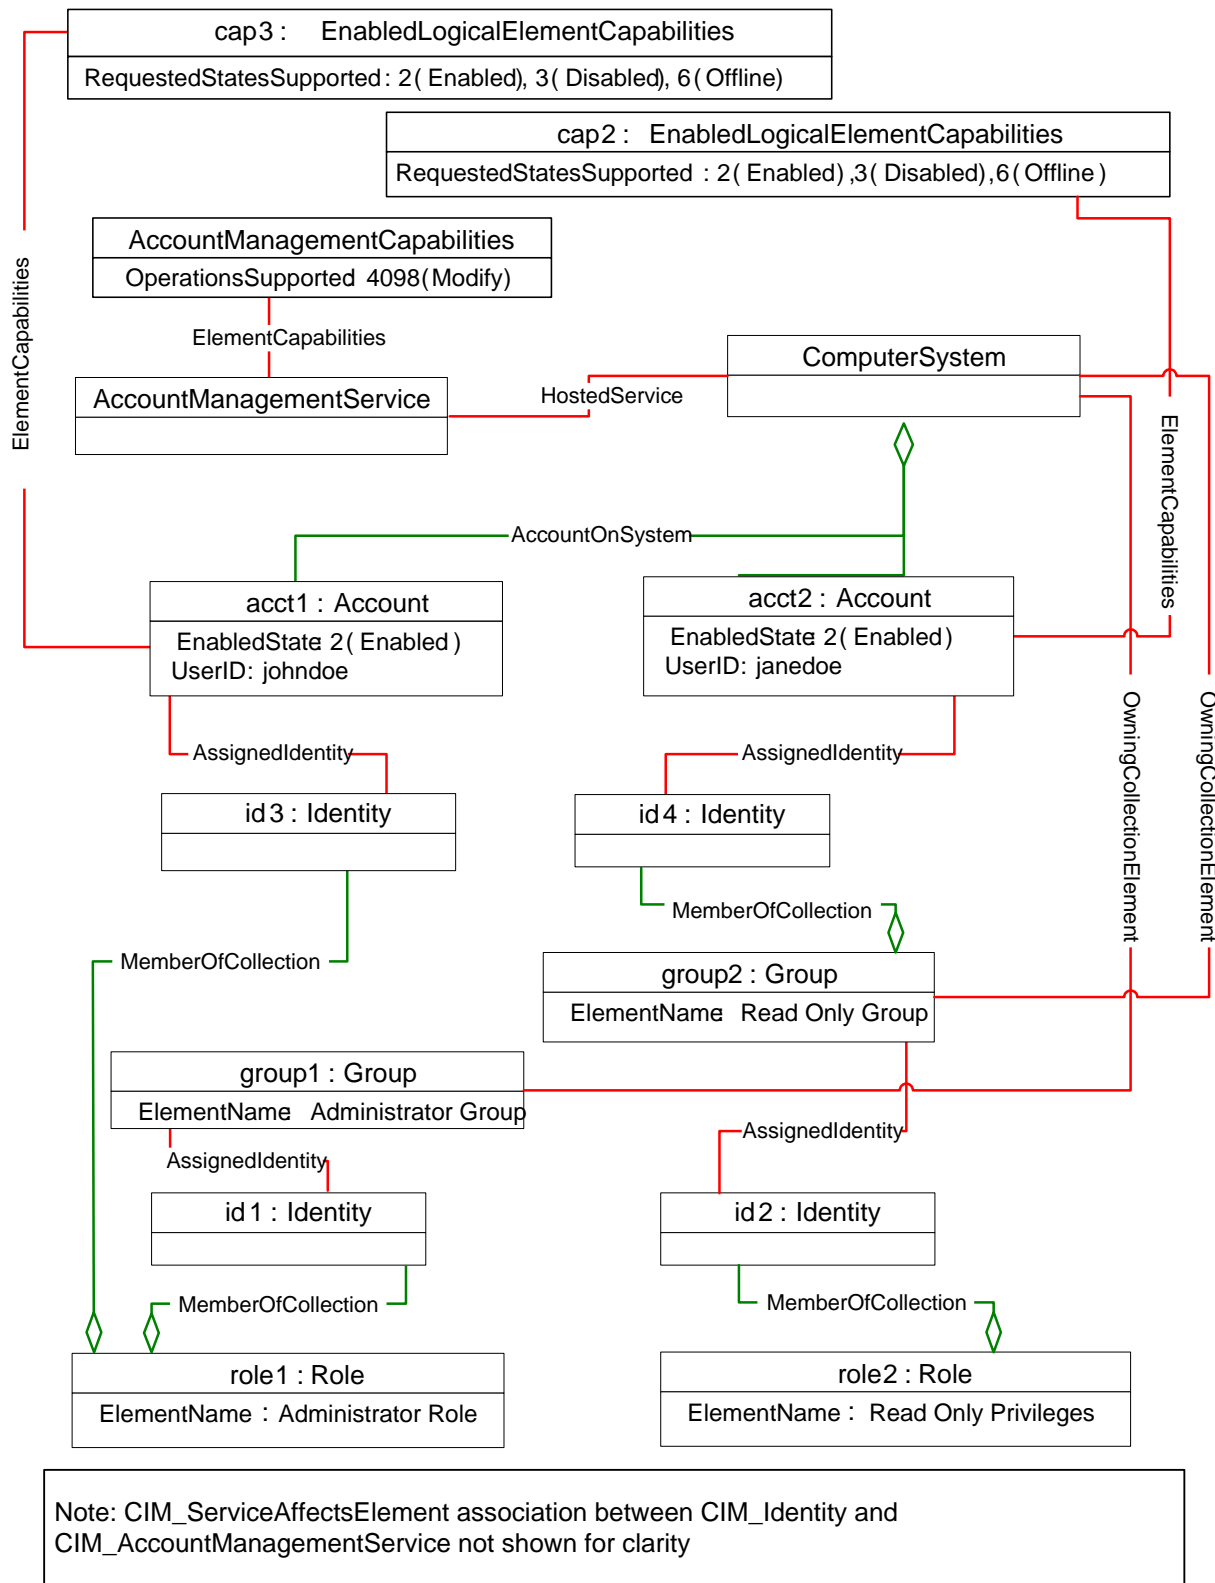 cap3 : EnabledLogicalElementCapabilities
RequestedStatesSupported : 2( Enabled), 3( Disabled), 6( Offline)
cap2 : EnabledLogicalElementCapabilities
RequestedStatesSupported : 2( Enabled) ,3( Disabled) ,6( Offline )
AccountManagementCapabilities
OperationsSupported: 4098(Modify)
ElementCapabilities
ElementCapabilities
ComputerSystem
AccountManagementService
HostedService
ElementCapabilities
AccountOnSystem
acct1 : Account
EnabledState: 2( Enabled )
UserID: johndoe
acct2 : Account
EnabledState: 2( Enabled )
UserID: janedoe
OwningCollectionElement
OwningCollectionElement
AssignedIdentity
AssignedIdentity
id3 : Identity
id4 : Identity
MemberOfCollection
MemberOfCollection
group2 : Group
ElementName: Read Only Group
group1 : Group
ElementName: Administrator Group
AssignedIdentity
AssignedIdentity
id1 : Identity
id2 : Identity
MemberOfCollection
MemberOfCollection
role1 : Role
ElementName : Administrator Role
role2 : Role
ElementName : Read Only Privileges
Note: CIM_ServiceAffectsElement association between CIM_Identity and
CIM_AccountManagementService not shown for clarity